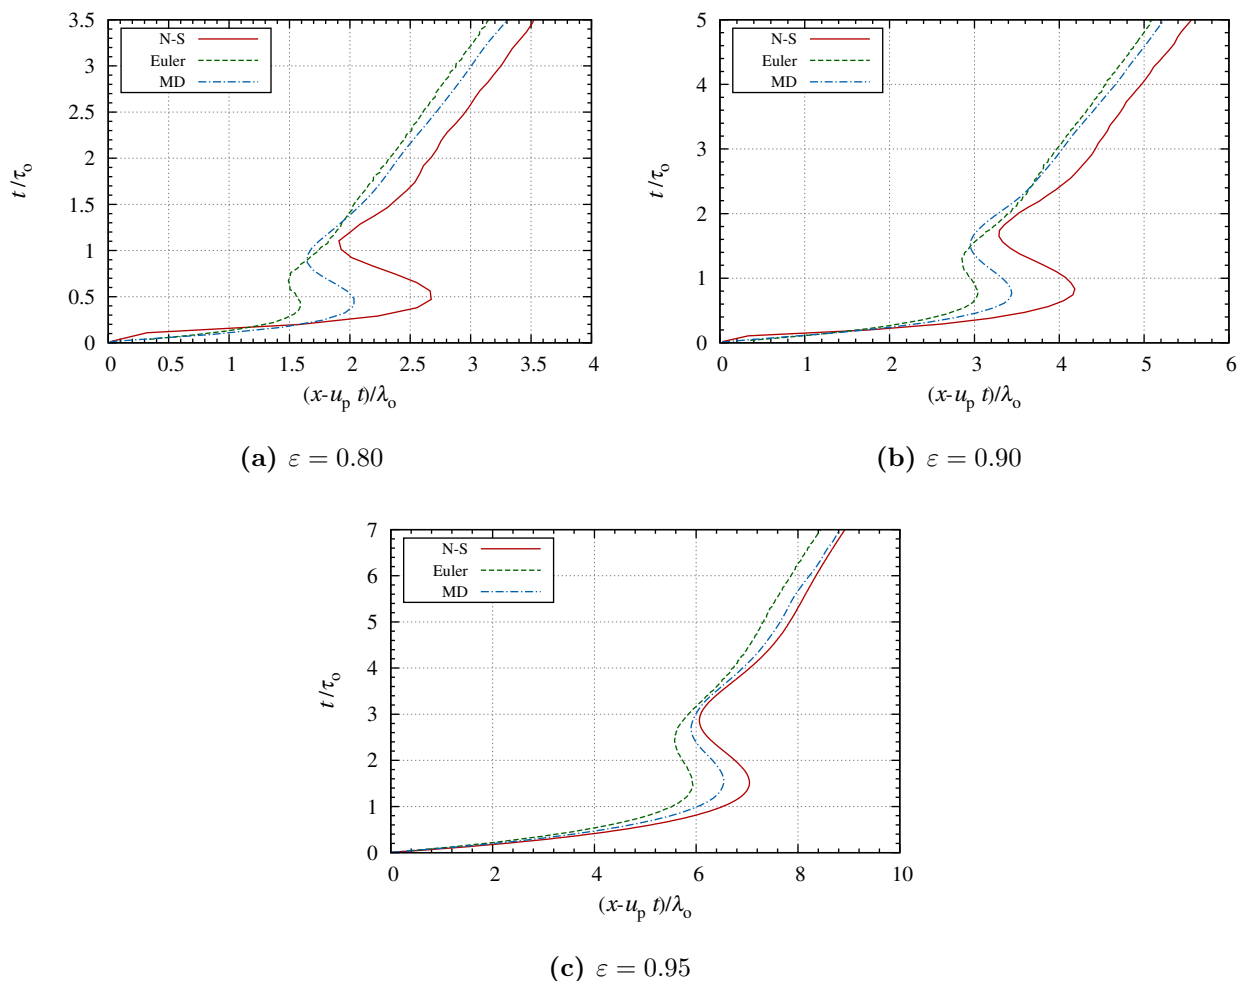 3.5
3
2.5
2
1.5
1
0.5
0
t/τo
N-S
Euler
MD
0 0.5 1 1.5 2 2.5 3 3.5 4
(x-up t)/λo
(a) ε = 0.80
5
4
3
2
1
0
t/τo
N-S
Euler
MD
0 1 2 3 4 5 6
(x-up t)/λo
(b) ε = 0.90
7
6
5
4
3
2
1
0
t/τo
N-S
Euler
MD
0 2 4 6 8 10
(x-up t)/λo
(c) ε = 0.95